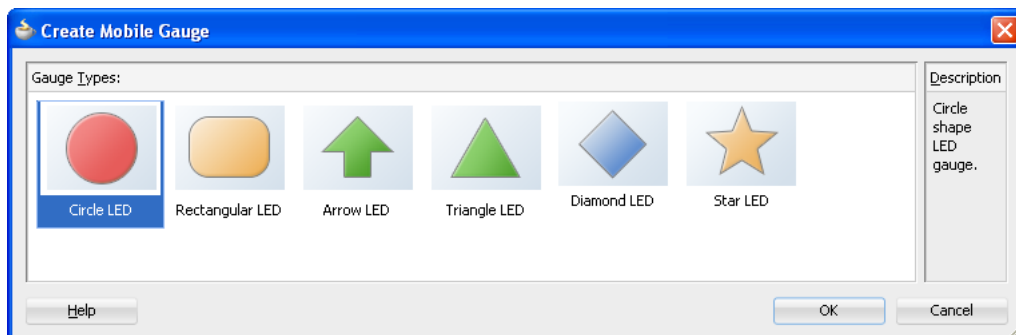 Create Mobile Gauge
Gauge Types:
Description
Circle
shape
LED
gauge.
Circle LED
Rectangular LED
Arrow LED
Triangle LED
Diamond LED
Star LED
Help
OK
Cancel